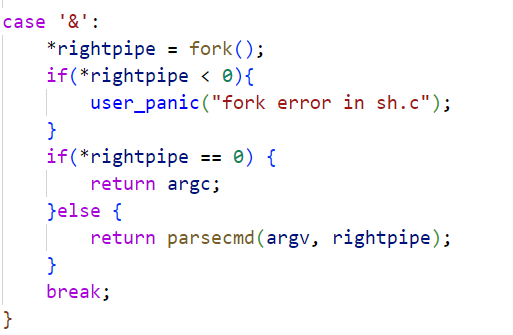 case '&':
    *rightpipe = fork();
    if(*rightpipe < 0){
        user_panic("fork error in sh.c");
    }
    if(*rightpipe == 0) {
        return argc;
    }else {
        return parsecmd(argv, rightpipe);
    }
    break;
}